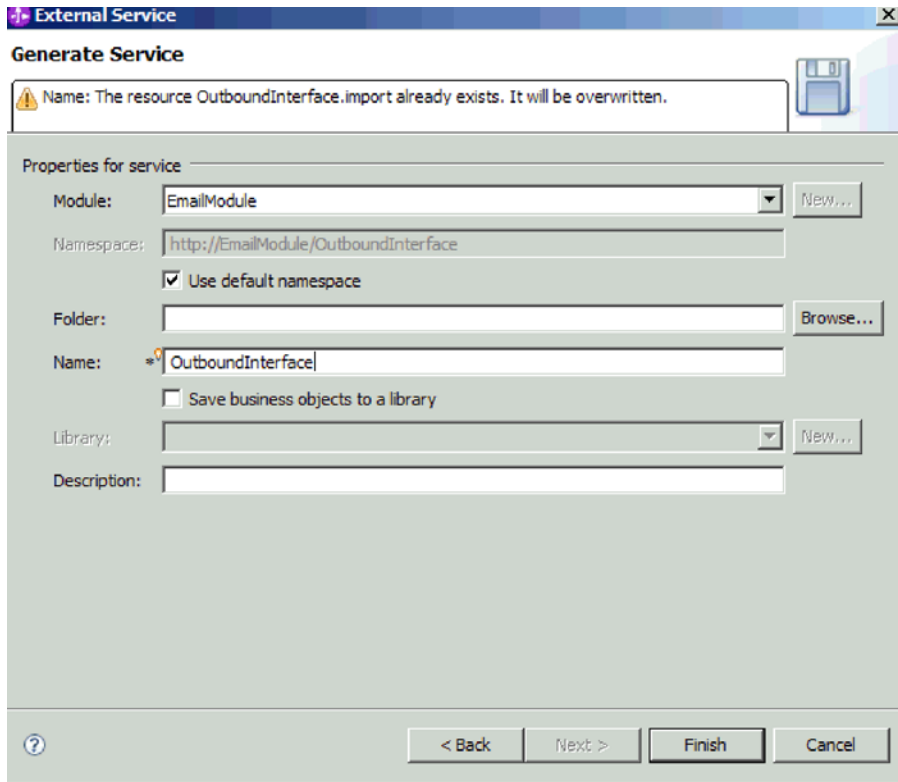 External Service
Generate Service
Name: The resource OutboundInterface.import already exists. It will be overwritten.
Properties for service
Module: EmailModule New...
Namespace: http://EmailModule/OutboundInterface
Use default namespace
Folder: Browse...
Name: * OutboundInterface
Save business objects to a library
Library: New...
Description:
? < Back Next > Finish Cancel